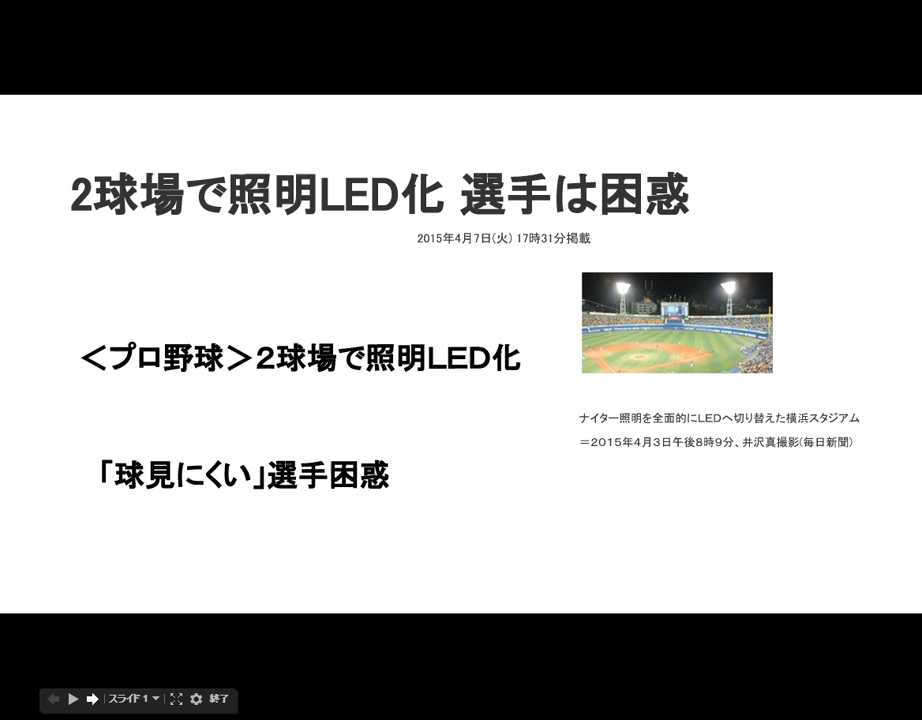 2球場で照明LED化 選手は困惑
2015年4月7日(火) 17時31分掲載
＜プロ野球＞２球場で照明ＬＥＤ化
「球見にくい」選手困惑
ナイター照明を全面的にＬＥＤへ切り替えた横浜スタジアム
＝２０１５年４月３日午後８時９分、井沢真撮影(毎日新聞)
スライド 1
終了